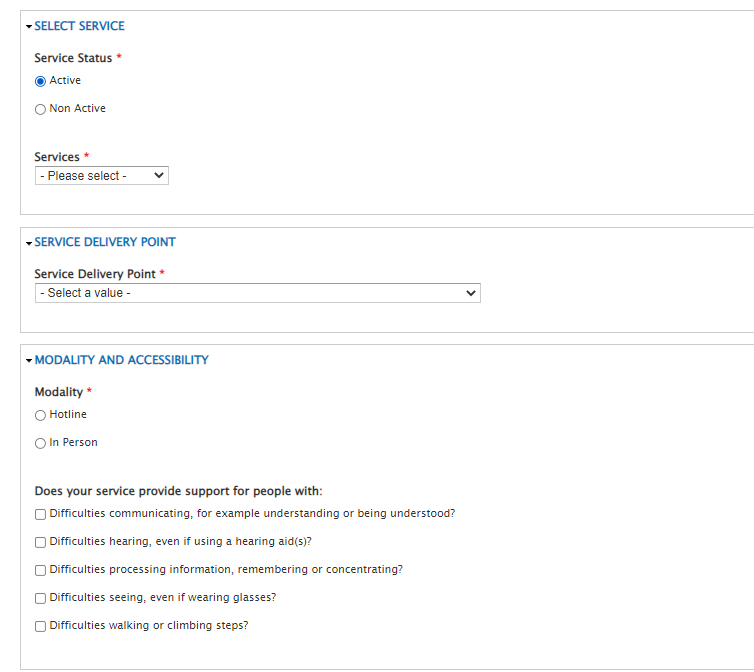 SELECT SERVICE
Service Status *
Active
Non Active
Services *
- Please select -
SERVICE DELIVERY POINT
Service Delivery Point *
- Select a value -
MODALITY AND ACCESSIBILITY
Modality *
Hotline
In Person
Does your service provide support for people with:
Difficulties communicating, for example understanding or being understood?
Difficulties hearing, even if using a hearing aid(s)?
Difficulties processing information, remembering or concentrating?
Difficulties seeing, even if wearing glasses?
Difficulties walking or climbing steps?